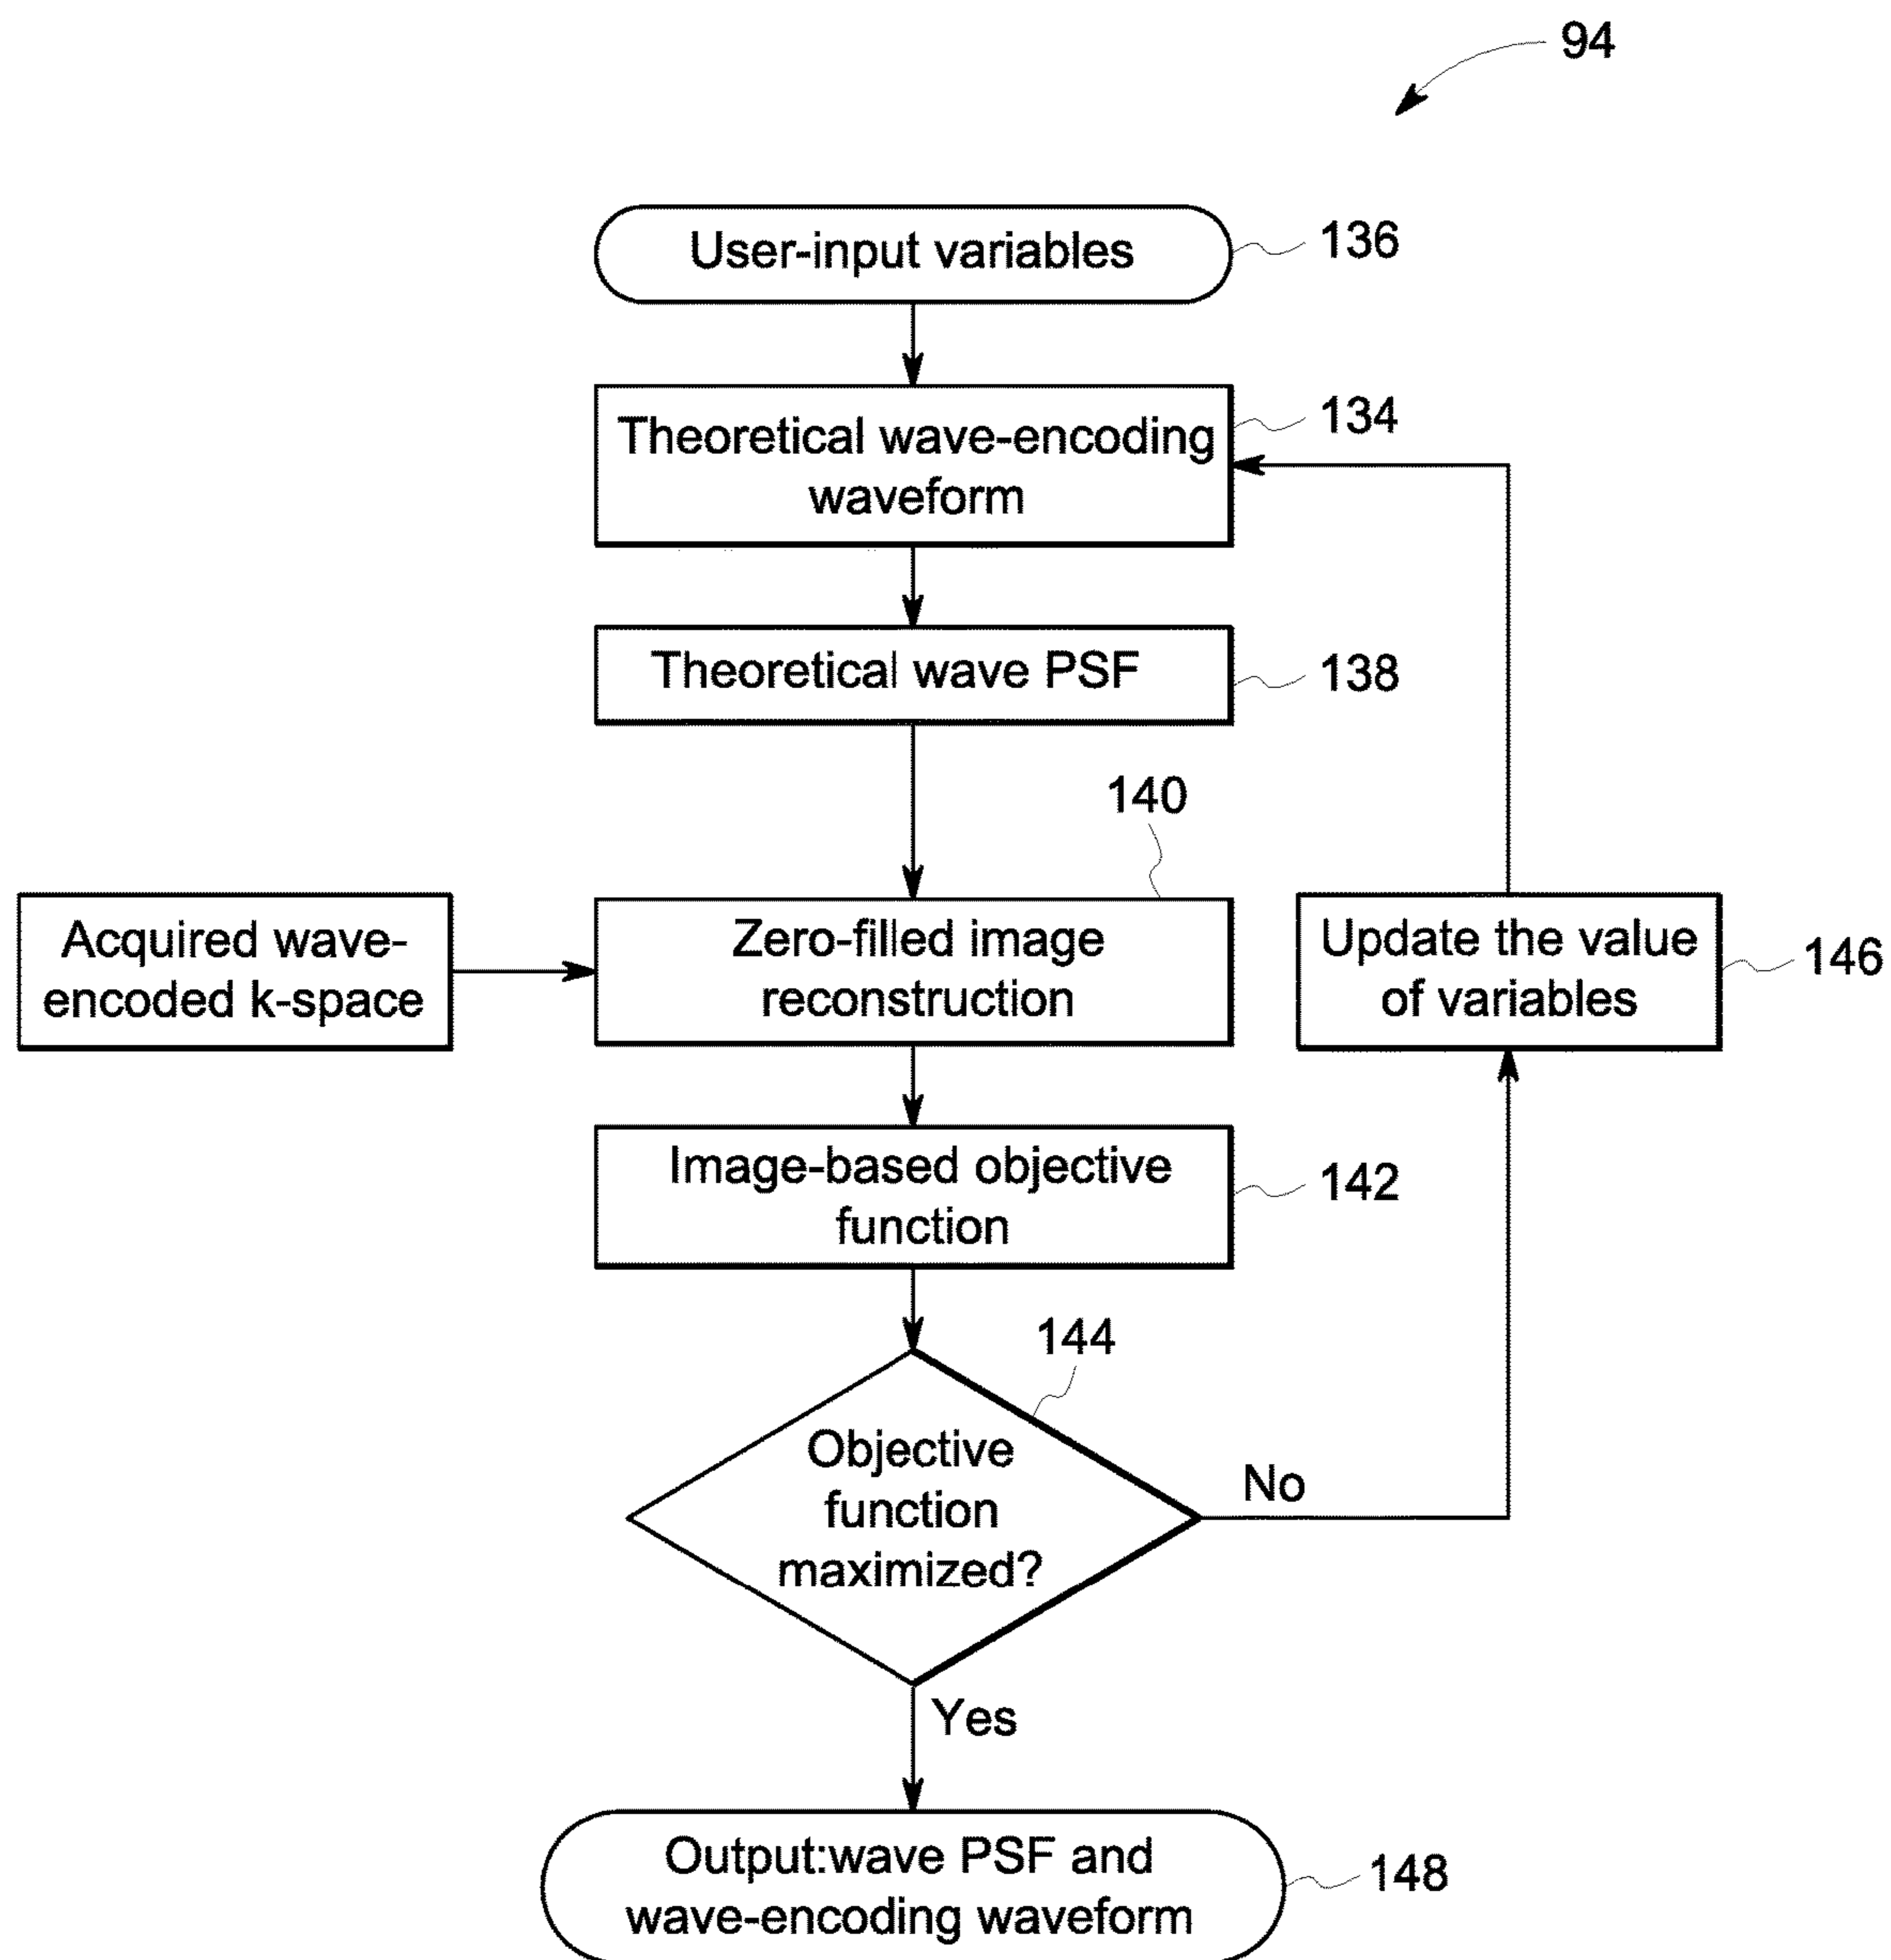 94
User-input variables
136
Theoretical wave-encoding
waveform
134
Theoretical wave PSF
138
140
Acquired wave-
encoded k-space
Zero-filled image
reconstruction
Update the value
of variables
146
Image-based objective
function
142
144
Objective
function
maximized?
No
Yes
Output:wave PSF and
wave-encoding waveform
148